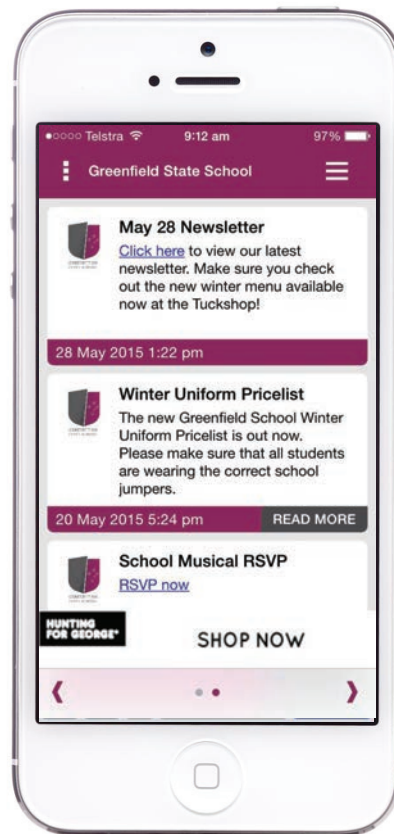 Telstra 9:12 am 97%
Greenfield State School
May 28 Newsletter
Click here to view our latest
newsletter. Make sure you check
out the new winter menu available
now at the Tuckshop!
28 May 2015 1:22 pm
Winter Uniform Pricelist
The new Greenfield School Winter
Uniform Pricelist is out now.
Please make sure that all students
are wearing the correct school
jumpers.
20 May 2015 5:24 pm READ MORE
School Musical RSVP
RSVP now
HUNTING
FOR GEORGE
SHOP NOW